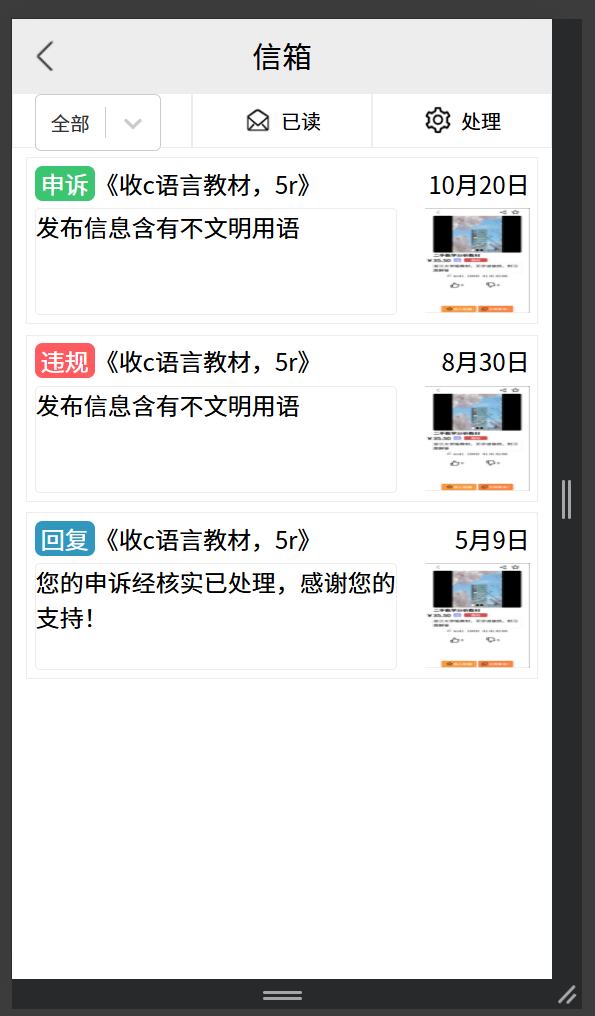 信箱
全部
已读
处理
申诉《收c语言教材，5r》 10月20日
发布信息含有不文明用语
违规《收c语言教材，5r》 8月30日
发布信息含有不文明用语
回复《收c语言教材，5r》 5月9日
您的申诉经核实已处理，感谢您的
支持！